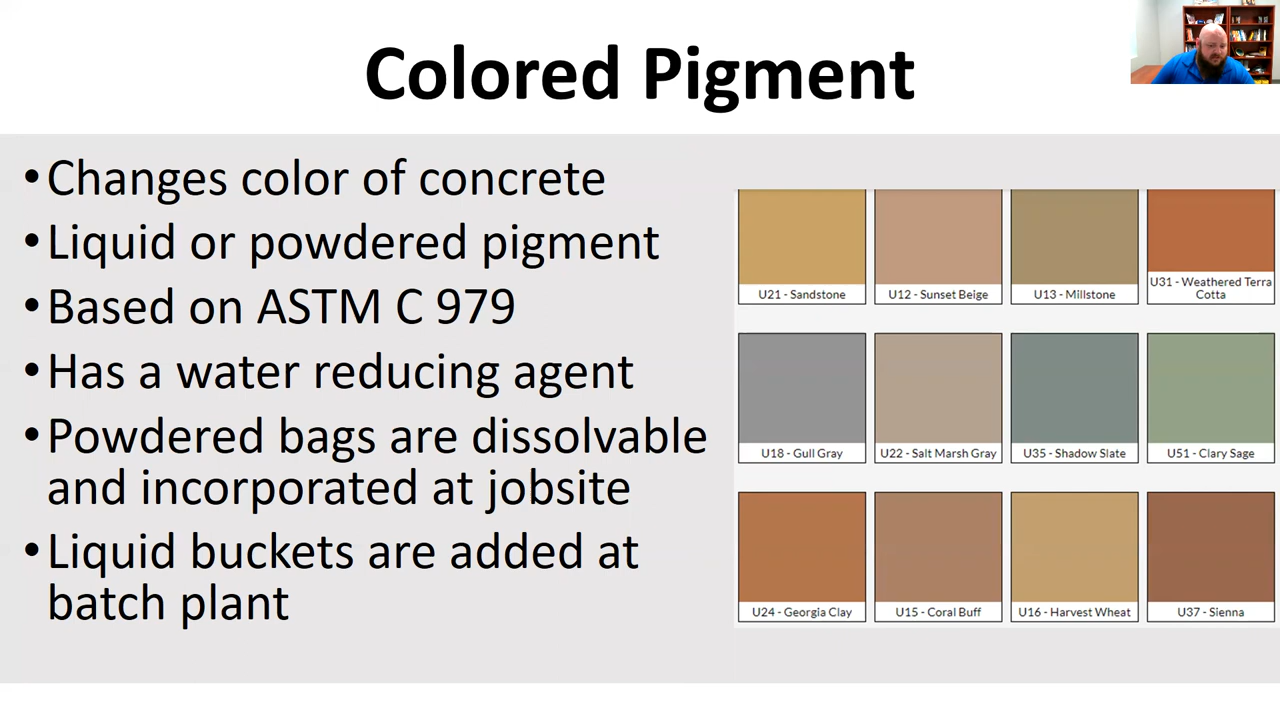 Colored Pigment
•Changes color of concrete
•Liquid or powdered pigment
•Based on ASTM C 979
•Has a water reducing agent
•Powdered bags are dissolvable
and incorporated at jobsite
•Liquid buckets are added at
batch plant
U21 - Sandstone
U12 - Sunset Beige
U13 - Millstone
U31 - Weathered Terra
Cotta
U18 - Gull Gray
U22 - Salt Marsh Gray
U35 - Shadow Slate
U51 - Clary Sage
U24 - Georgia Clay
U15 - Coral Buff
U16 - Harvest Wheat
U37 - Sienna